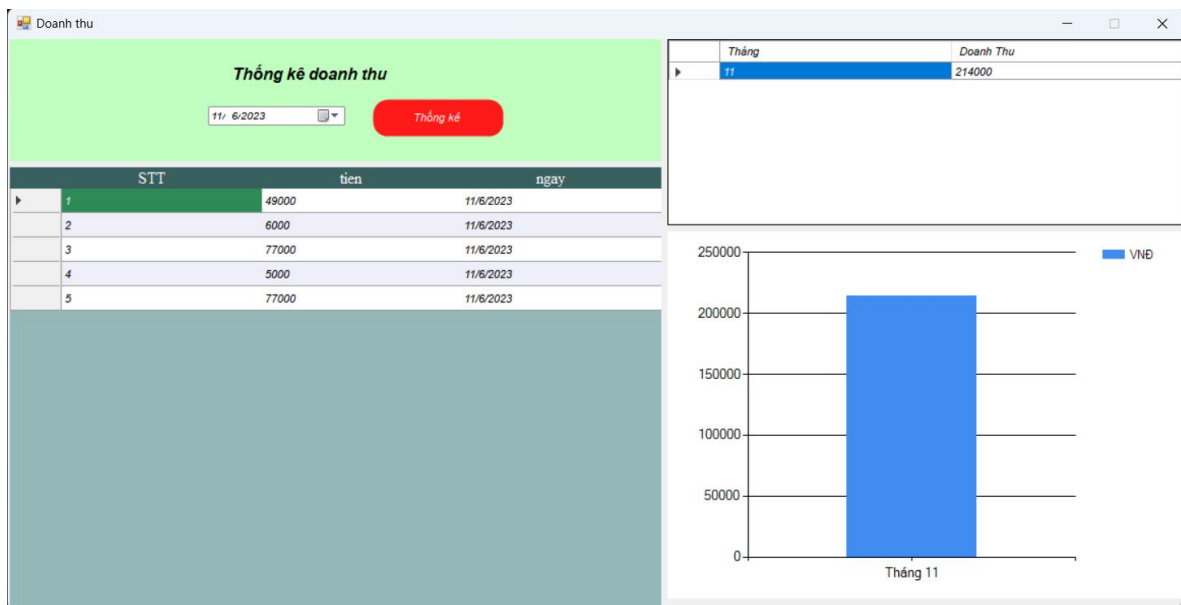 Doanh thu
Thống kê doanh thu
11/ 6/2023
Thống kê
STT tien ngay
1 49000 11/6/2023
2 6000 11/6/2023
3 77000 11/6/2023
4 5000 11/6/2023
5 77000 11/6/2023
Tháng Doanh Thu
11 214000
250000
200000
150000
100000
50000
0
Tháng 11
VNĐ